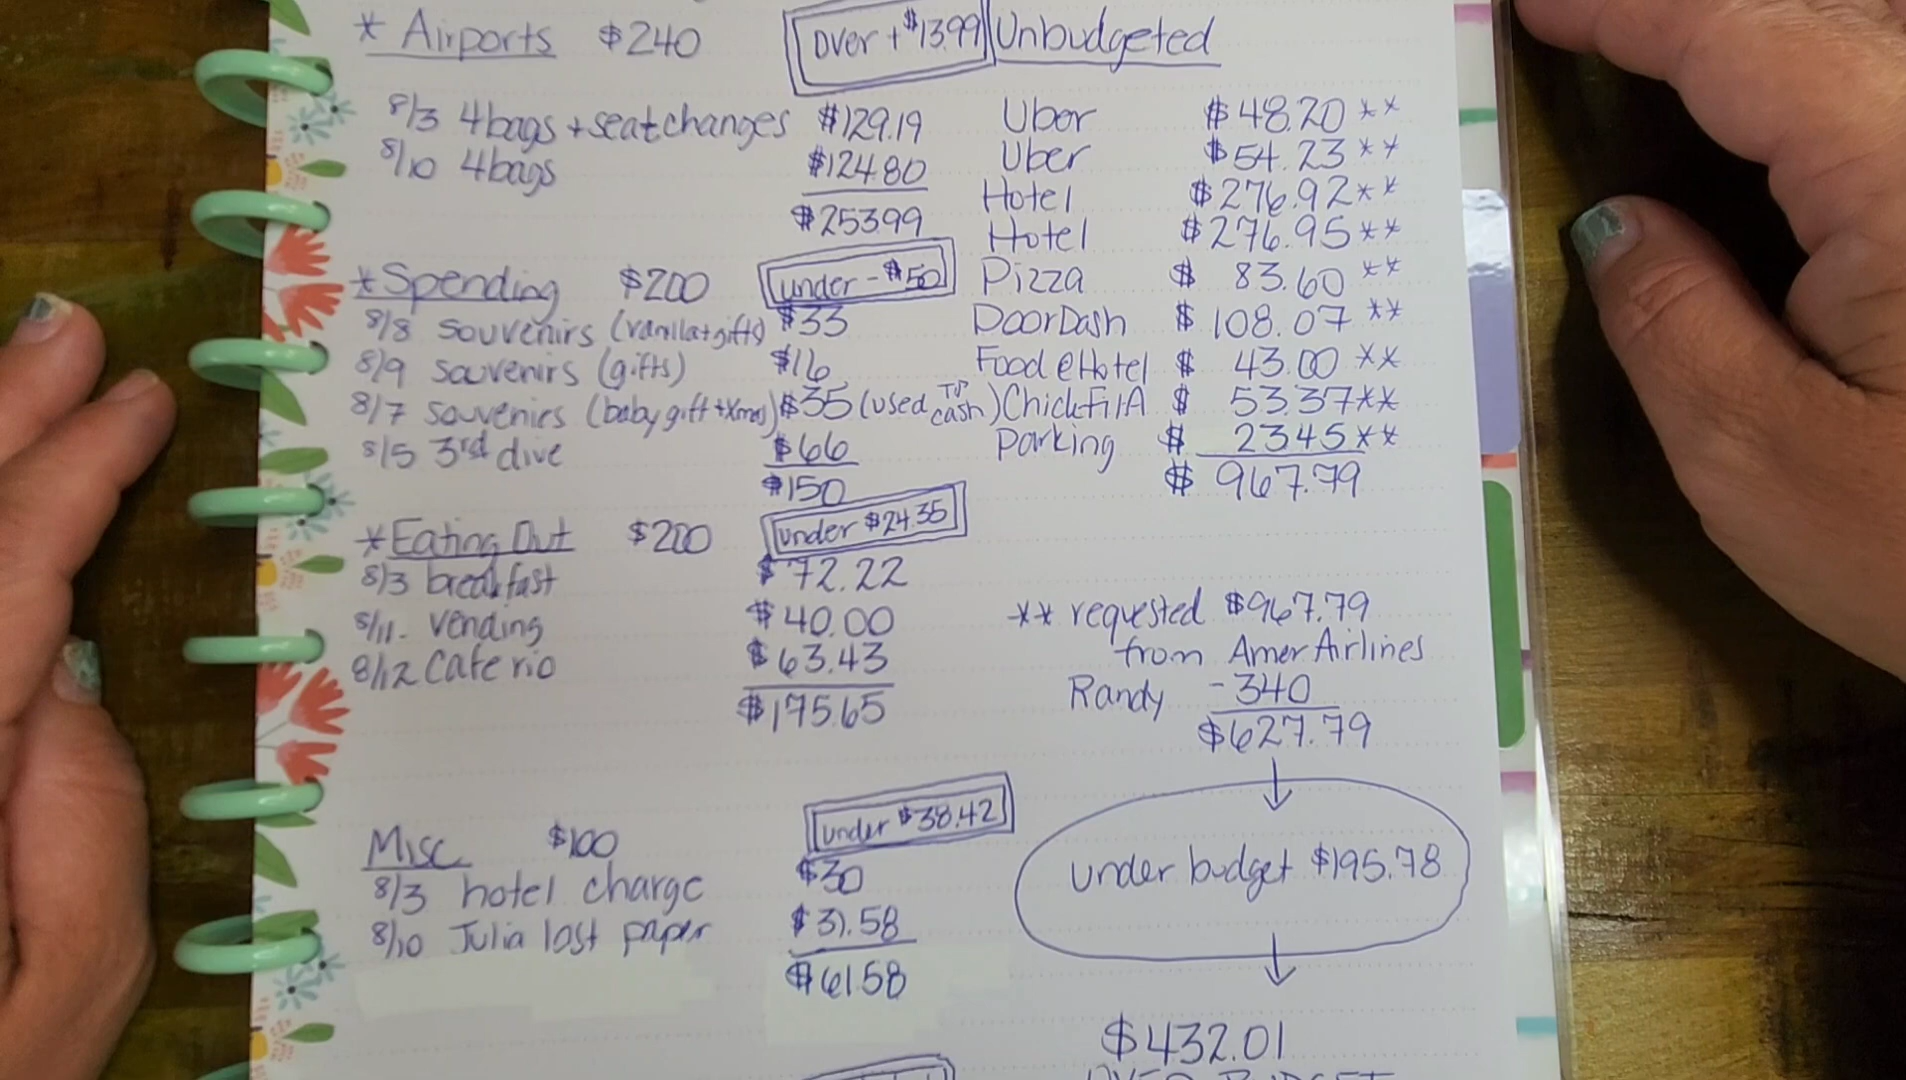 * Airports $240 over +$13.99
8/3 4bags + seat changes $129.19
8/10 4bags $124.80
$253.99
* Spending $200 under - $50
8/8 souvenirs (vanilla+gifts) $33
8/9 souvenirs (gifts) $16
8/7 souvenies (baby gift + Xmas) $35 (used TJ's cash)
8/5 3rd dive $66
$150
* Eating Out $200 under $24.35
8/3 breakfast $72.22
8/11 - vending $40.00
8/12 Cafe rio $63.43
$175.65
Misc $100 under $38.42
8/3 hotel charge $30
8/10 Julia lost paper $31.58
$61.58
Unbudgeted
Uber $48.20 **
Uber $54.23 **
Hotel $276.92 **
Hotel $276.95 **
Pizza $ 83.60 **
DoorDash $ 108.07 **
Food @ Hotel $ 43.00 **
ChickFilA $ 53.37 **
Parking $ 23.45 **
$ 967.79
** requested $967.79
from Amer Airlines
Randy - 340
$627.79
under budget $195.78
$432.01
OVER BUDGET